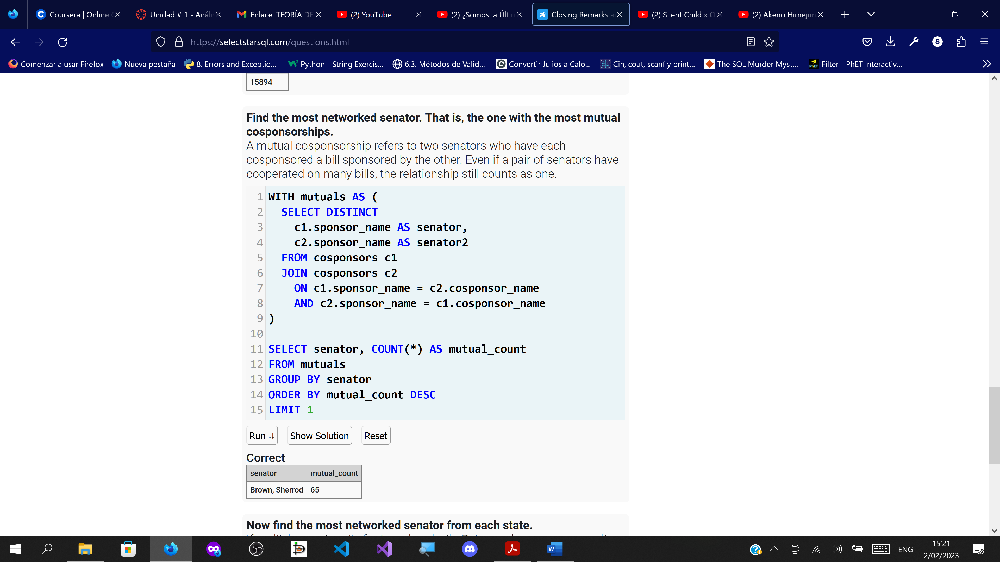 Coursera | Online
Unidad # 1 - Anális
Enlace: TEORÍA DE
(2) YouTube
(2) ¿Somos la Últim
Closing Remarks a
(2) Silent Child x O
(2) Akeno Himejim
https://selectstarsql.com/questions.html
S
Comenzar a usar Firefox
Nueva pestaña
8. Errors and Exceptio...
Python - String Exercis...
6.3. Métodos de Valid...
Convertir Julios a Calo...
Cin, cout, scanf y print...
The SQL Murder Myst...
Filter - PhET Interactiv...
15894
Find the most networked senator. That is, the one with the most mutual
cosponsorships.
A mutual cosponsorship refers to two senators who have each
cosponsored a bill sponsored by the other. Even if a pair of senators have
cooperated on many bills, the relationship still counts as one.
1 WITH mutuals AS (
2 SELECT DISTINCT
3 c1.sponsor_name AS senator,
4 c2.sponsor_name AS senator2
5 FROM cosponsors c1
6 JOIN cosponsors c2
7 ON c1.sponsor_name = c2.cosponsor_name
8 AND c2.sponsor_name = c1.cosponsor_name
9 )
10
11 SELECT senator, COUNT(*) AS mutual_count
12 FROM mutuals
13 GROUP BY senator
14 ORDER BY mutual_count DESC
15 LIMIT 1
Run ⇩
Show Solution
Reset
Correct
senator mutual_count
Brown, Sherrod 65
Now find the most networked senator from each state.
ENG
15:21
2/02/2023